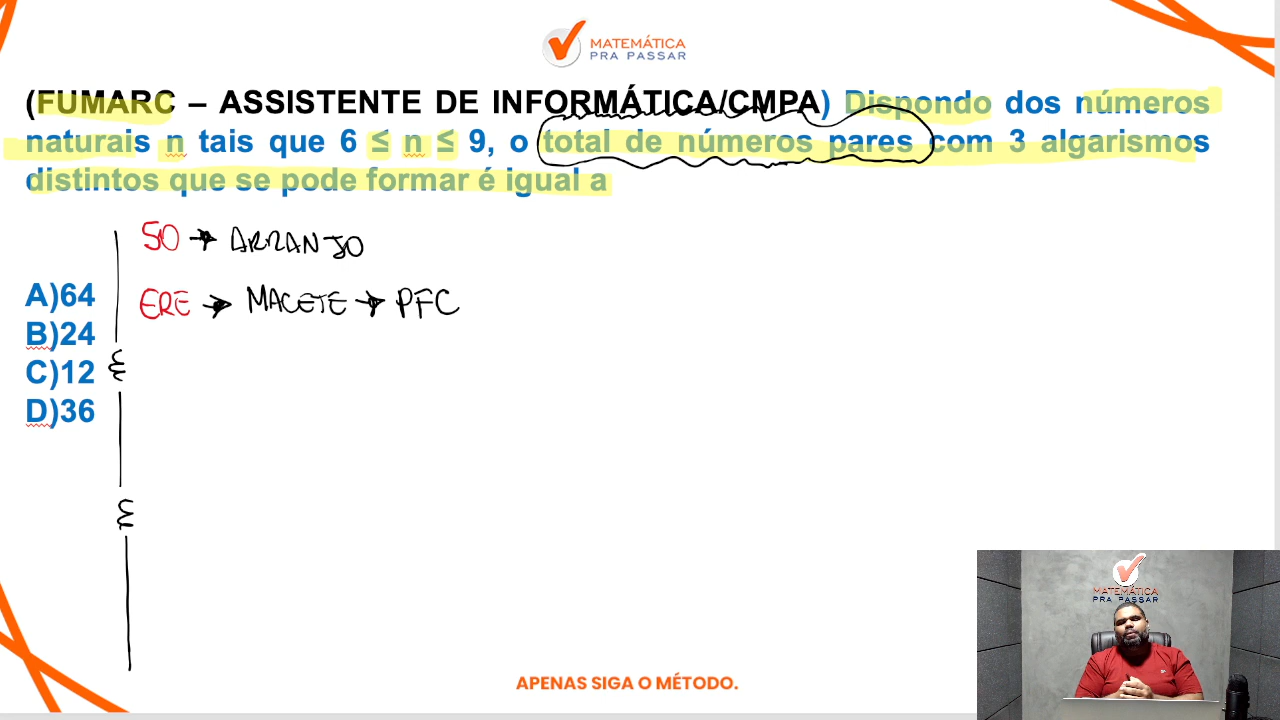 MATEMÁTICA
PRA PASSAR
(FUMARC – ASSISTENTE DE INFORMÁTICA/CMPA) Dispondo dos números
naturais n tais que 6 ≤ n ≤ 9, o total de números pares com 3 algarismos
distintos que se pode formar é igual a
SO → ARRANJO
ERE → MACETE → PFC
A)64
B)24
C)12
D)36
MATEMÁTICA
PRA PASSAR
APENAS SIGA O MÉTODO.